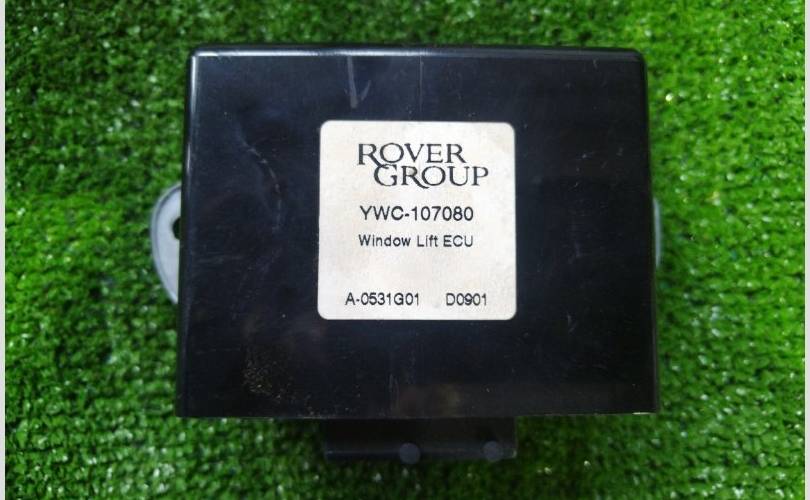 ROVER
GROUP
YWC-107080
Window Lift ECU
A-0531G01 D0901